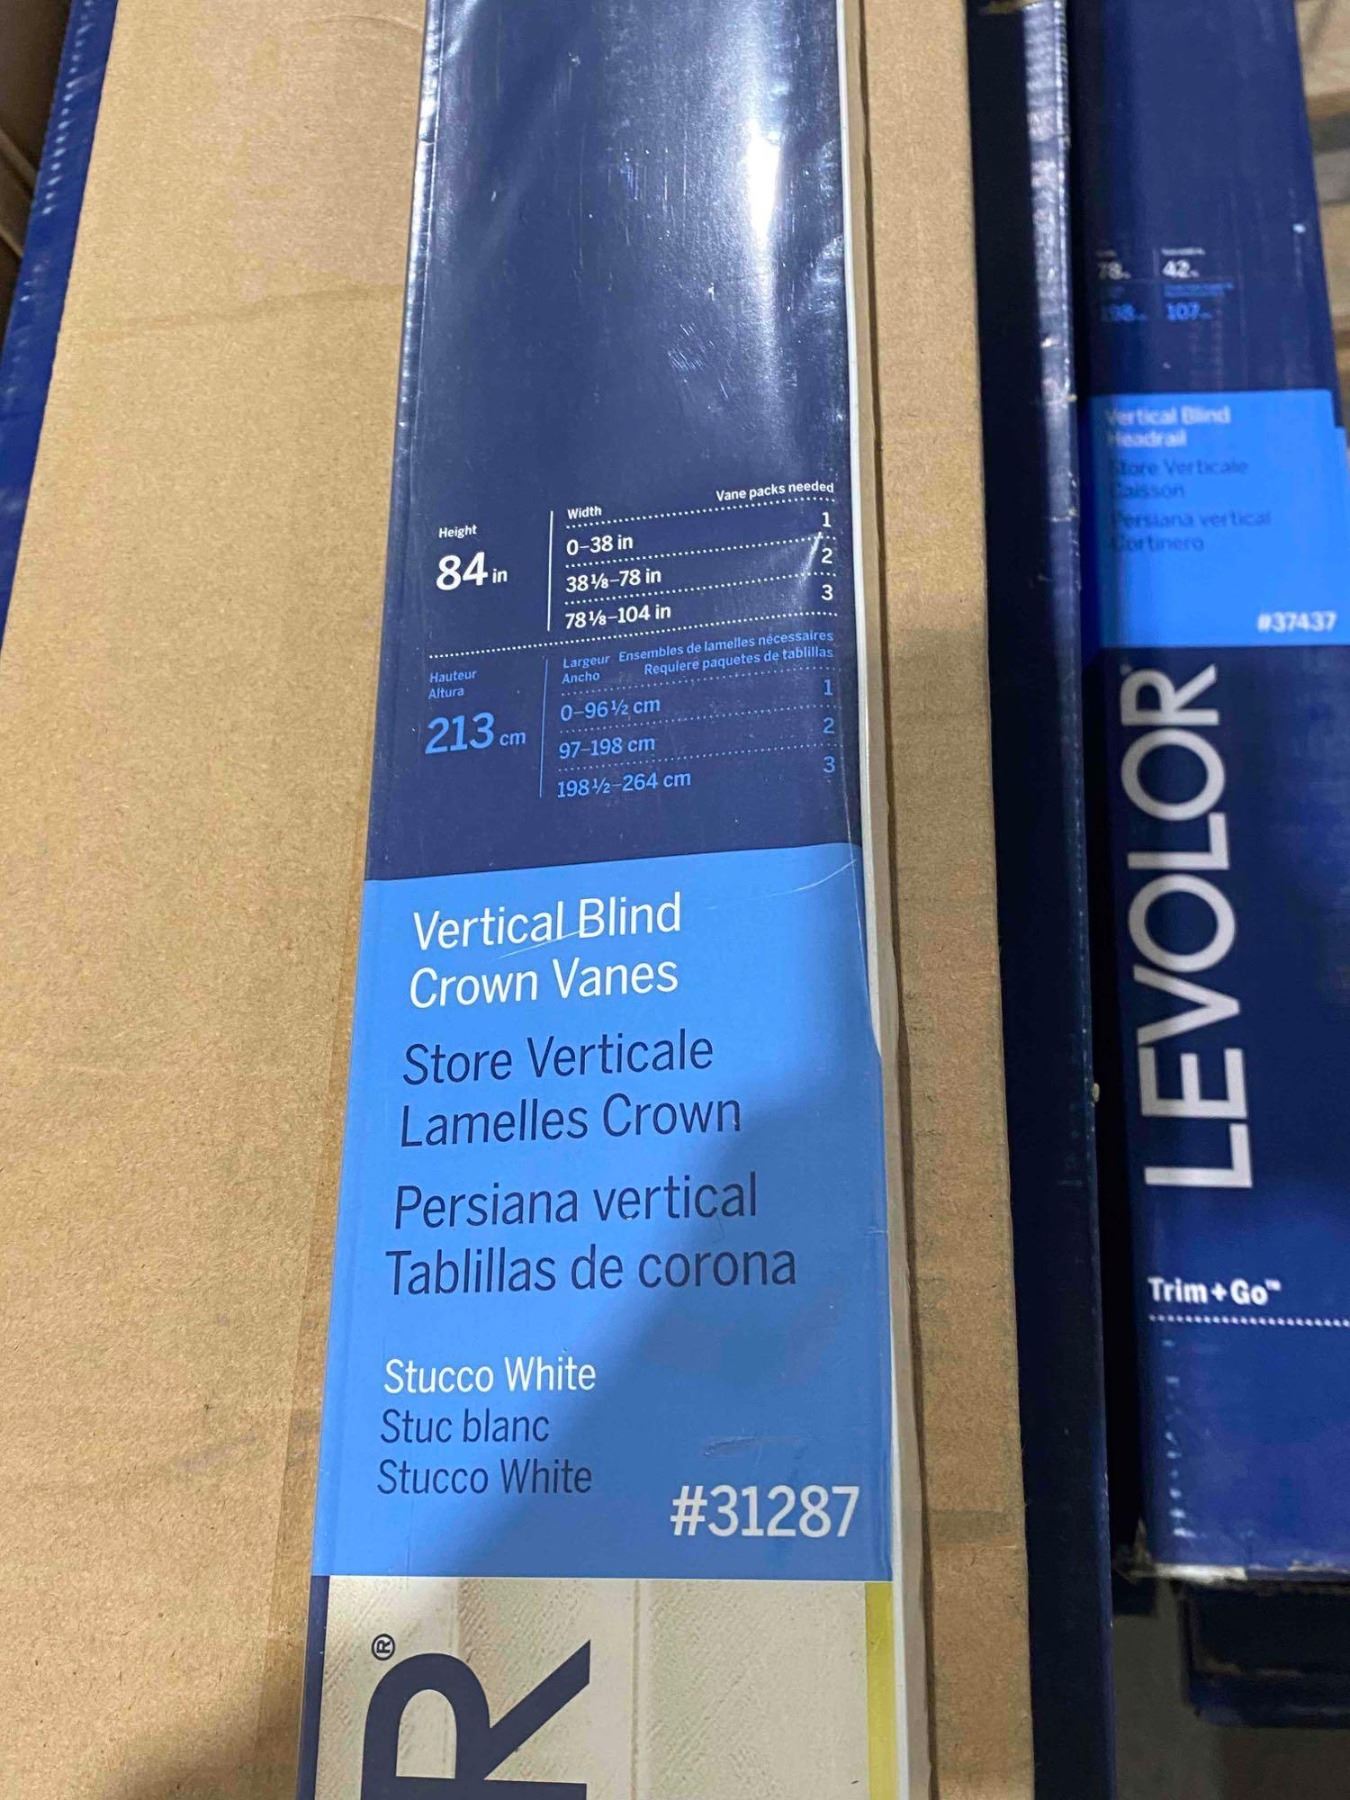 Height
84 in
Width Vane packs needed
0–38 in 1
38⅛–78 in 2
78⅛–104 in 3
Hauteur
Altura
213 cm
Largeur Ensembles de lamelles nécessaires
Ancho Requiere paquetes de tablillas
0–96½ cm 1
97–198 cm 2
198½–264 cm 3
Vertical Blind
Crown Vanes
Store Verticale
Lamelles Crown
Persiana vertical
Tablillas de corona
Stucco White
Stuc blanc
Stucco White
#31287
R®
78 42
198 107
Vertical Blind
Headrail
Store Verticale
Caisson
Persiana vertical
Cortinero
#37437
LEVOLOR
Trim+Go™